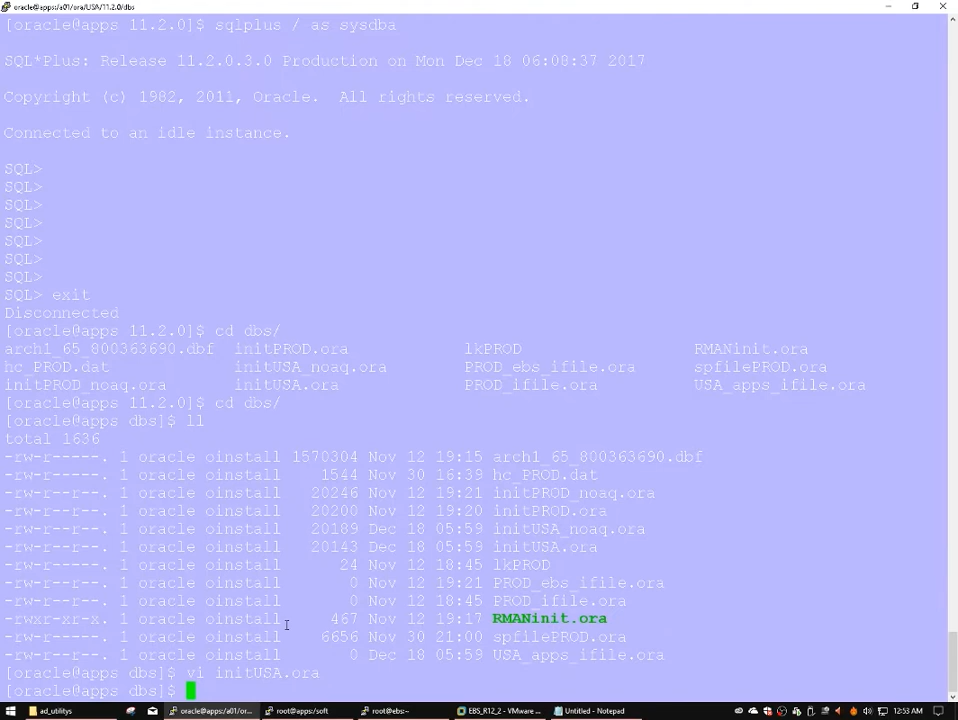 oracle@apps:/a01/ora/USA/11.2.0/dbs
[oracle@apps 11.2.0]$ sqlplus / as sysdba
SQL*Plus: Release 11.2.0.3.0 Production on Mon Dec 18 06:08:37 2017
Copyright (c) 1982, 2011, Oracle.  All rights reserved.
Connected to an idle instance.
SQL>
SQL>
SQL>
SQL>
SQL>
SQL>
SQL>
SQL> exit
Disconnected
[oracle@apps 11.2.0]$ cd dbs/
arch1_65_800363690.dbf  initPROD.ora            lkPROD                  RMANinit.ora
hc_PROD.dat             initUSA_noaq.ora        PROD_ebs_ifile.ora      spfilePROD.ora
initPROD_noaq.ora       initUSA.ora             PROD_ifile.ora          USA_apps_ifile.ora
[oracle@apps 11.2.0]$ cd dbs/
[oracle@apps dbs]$ ll
total 1636
-rw-r-----. 1 oracle oinstall 1570304 Nov 12 19:15 arch1_65_800363690.dbf
-rw-r-----. 1 oracle oinstall    1544 Nov 30 16:39 hc_PROD.dat
-rw-r--r--. 1 oracle oinstall   20246 Nov 12 19:21 initPROD_noaq.ora
-rw-r--r--. 1 oracle oinstall   20200 Nov 12 19:20 initPROD.ora
-rw-r--r--. 1 oracle oinstall   20189 Dec 18 05:59 initUSA_noaq.ora
-rw-r--r--. 1 oracle oinstall   20143 Dec 18 05:59 initUSA.ora
-rw-r-----. 1 oracle oinstall      24 Nov 12 18:45 lkPROD
-rw-r--r--. 1 oracle oinstall       0 Nov 12 19:21 PROD_ebs_ifile.ora
-rw-r--r--. 1 oracle oinstall       0 Nov 12 18:45 PROD_ifile.ora
-rwxr-xr-x. 1 oracle oinstall     467 Nov 12 19:17 RMANinit.ora
-rw-r-----. 1 oracle oinstall    6656 Nov 30 21:00 spfilePROD.ora
-rw-r--r--. 1 oracle oinstall       0 Dec 18 05:59 USA_apps_ifile.ora
[oracle@apps dbs]$ vi initUSA.ora
[oracle@apps dbs]$
ad_utilitys oracle@apps:/a01/or... root@apps:/soft root@ebs:~ EBS_R12_2 - VMware ... Untitled - Notepad 12:53 AM